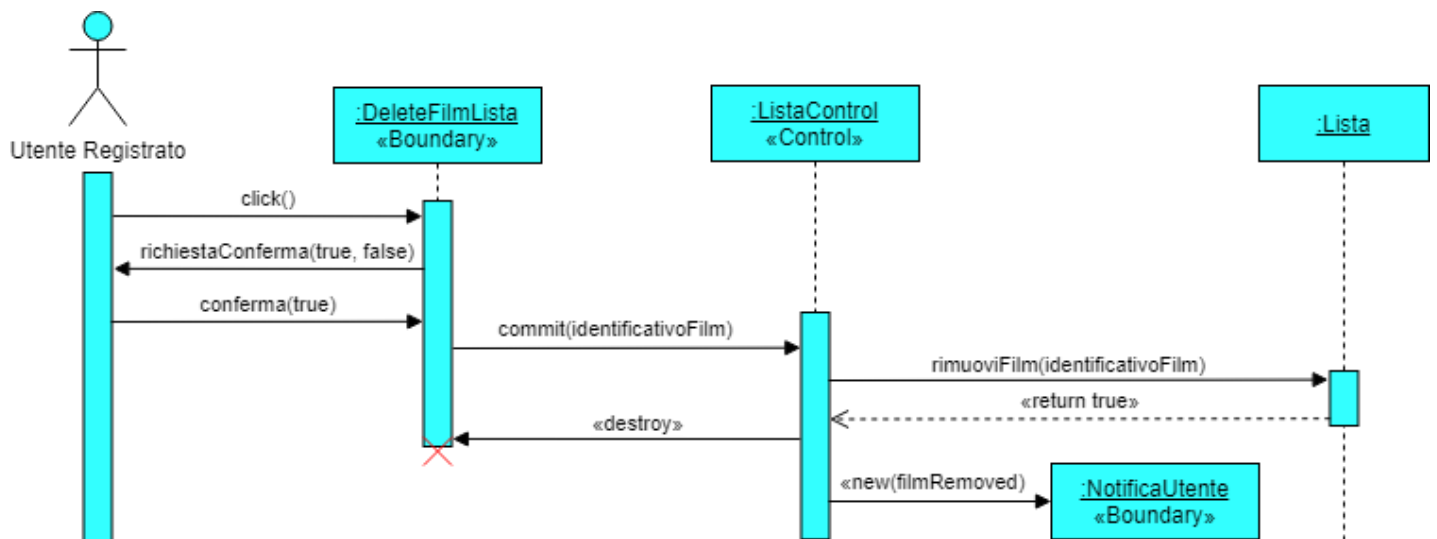 Utente Registrato
:DeleteFilmLista
«Boundary»
:ListaControl
«Control»
:Lista
click()
richiestaConferma(true, false)
conferma(true)
commit(identificativoFilm)
rimuoviFilm(identificativoFilm)
«return true»
«destroy»
«new(filmRemoved)
:NotificaUtente
«Boundary»